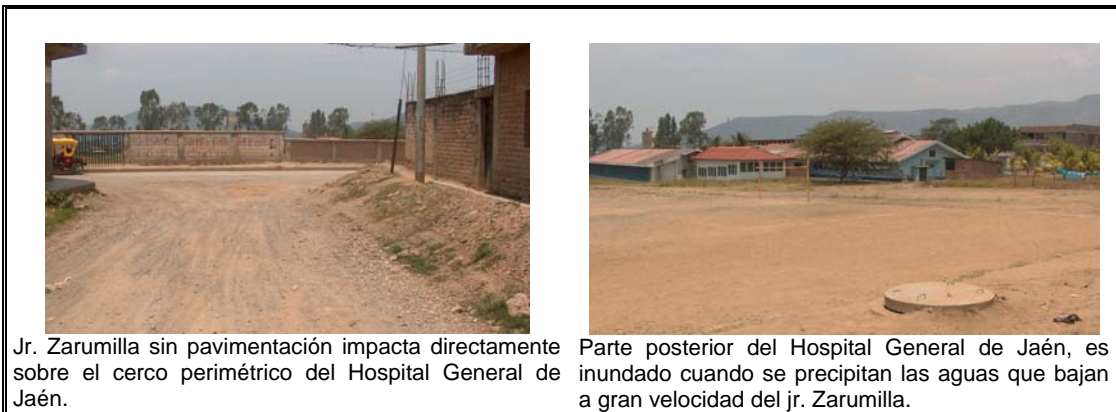 Jr. Zarumilla sin pavimentación impacta directamente
sobre el cerco perimétrico del Hospital General de
Jaén.
Parte posterior del Hospital General de Jaén, es
inundado cuando se precipitan las aguas que bajan
a gran velocidad del jr. Zarumilla.